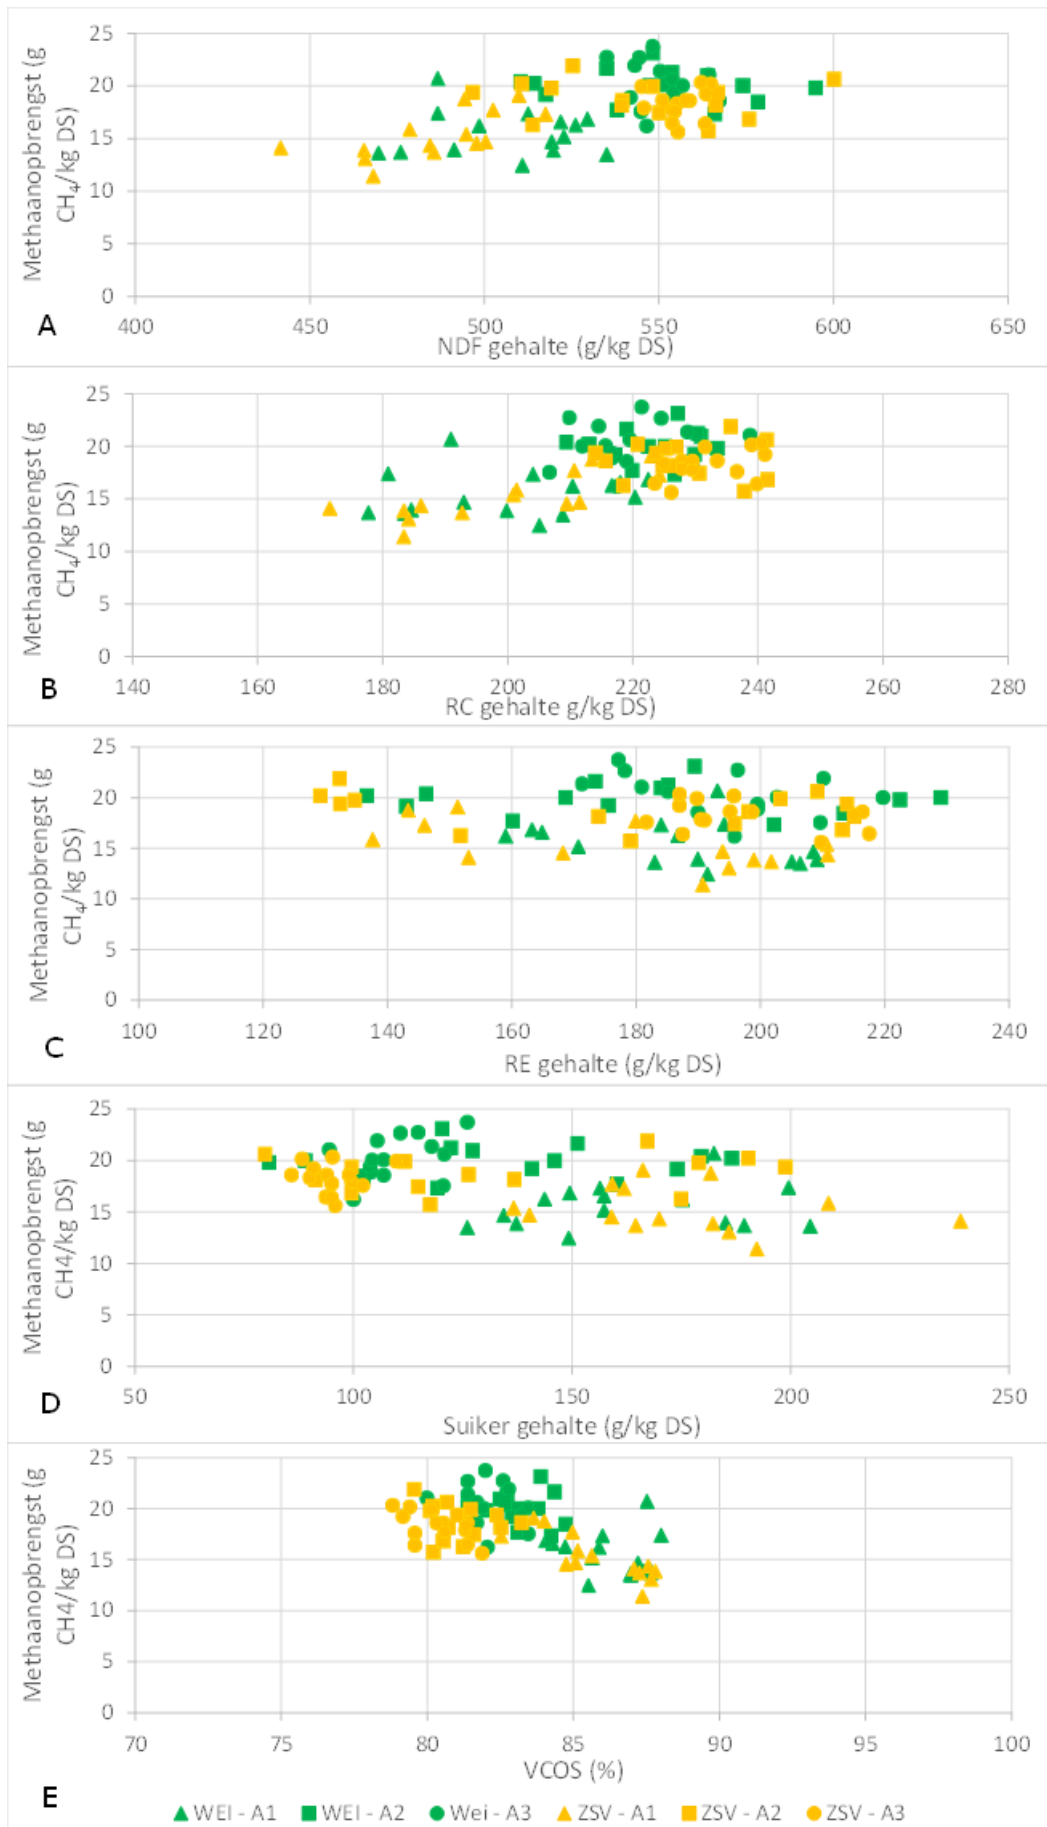 25
20
15
10
5
0
Methaanopbrengst (g
CH4/kg DS)
400 450 500 550 600 650
NDF gehalte (g/kg DS)
A
25
20
15
10
5
0
Methaanopbrengst (g
CH4/kg DS)
140 160 180 200 220 240 260 280
RC gehalte g/kg DS)
B
25
20
15
10
5
0
Methaanopbrengst (g
CH4/kg DS)
100 120 140 160 180 200 220 240
RE gehalte (g/kg DS)
C
25
20
15
10
5
0
Methaanopbrengst (g
CH4/kg DS)
50 100 150 200 250
Suiker gehalte (g/kg DS)
D
25
20
15
10
5
0
Methaanopbrengst (g
CH4/kg DS)
70 75 80 85 90 95 100
VCOS (%)
E
WEI - A1 WEI - A2 Wei - A3 ZSV - A1 ZSV - A2 ZSV - A3